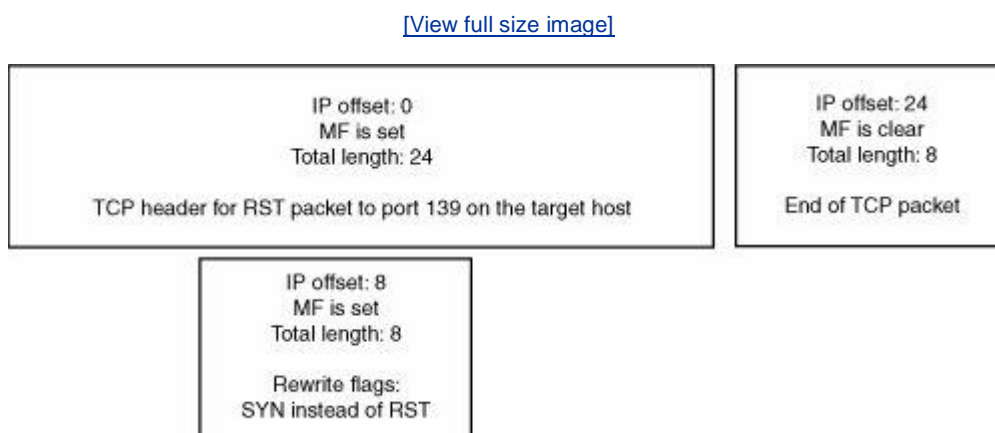 [View full size image]
IP offset: 0
MF is set
Total length: 24
TCP header for RST packet to port 139 on the target host
IP offset: 24
MF is clear
Total length: 8
End of TCP packet
IP offset: 8
MF is set
Total length: 8
Rewrite flags:
SYN instead of RST